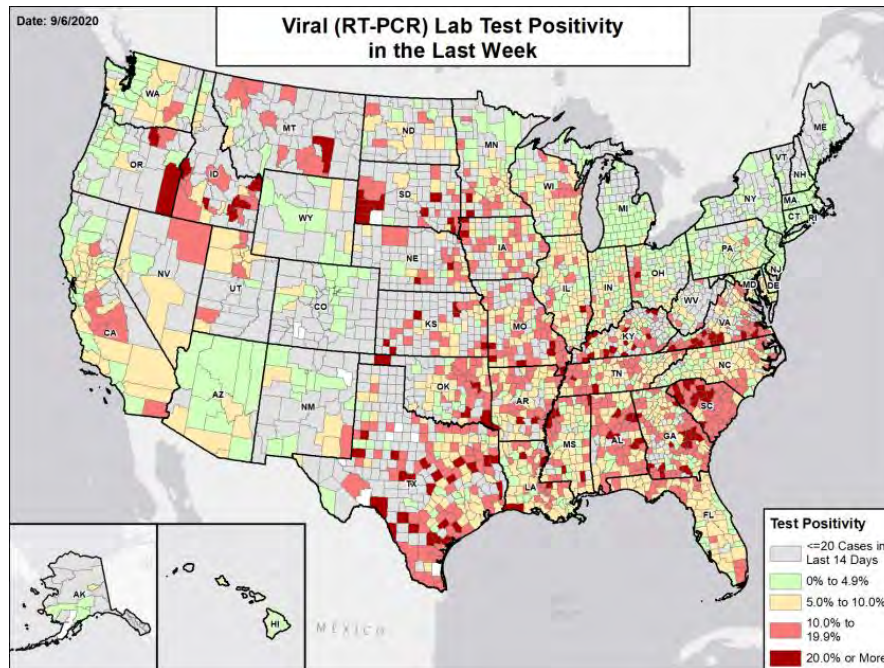 Date: 9/6/2020
Viral (RT-PCR) Lab Test Positivity
in the Last Week
WA
MT
ND
MN
ME
OR
ID
SD
WI
VT
NH
WY
MI
NY
MA
CT
RI
NE
IA
PA
NV
UT
IL
IN
OH
NJ
MD
DE
CO
WV
CA
KS
MO
KY
VA
AZ
NM
OK
AR
TN
NC
SC
MS
AL
GA
TX
LA
FL
AK
HI
MEXICO
Test Positivity
<=20 Cases in
Last 14 Days
0% to 4.9%
5.0% to 10.0%
10.0% to
19.9%
20.0% or More